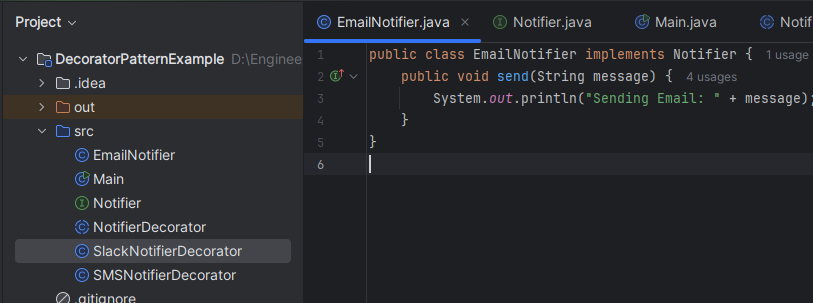 Project
EmailNotifier.java
Notifier.java
Main.java
Notif
DecoratorPatternExample D:\Enginee
.idea
out
src
EmailNotifier
Main
Notifier
NotifierDecorator
SlackNotifierDecorator
SMSNotifierDecorator
.gitignore
1 public class EmailNotifier implements Notifier { 1 usage
2 public void send(String message) { 4 usages
3 System.out.println("Sending Email: " + message);
4 }
5 }
6